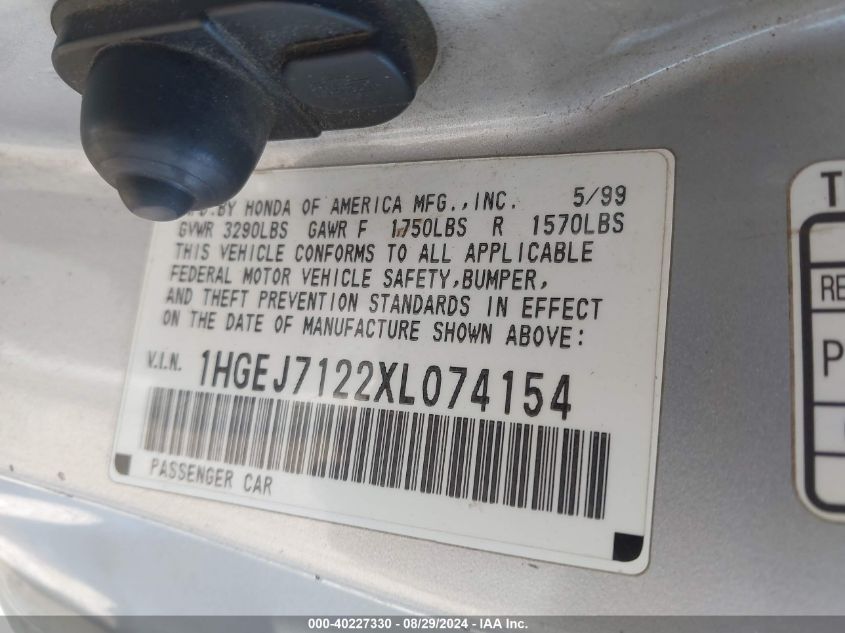 BY HONDA OF AMERICA MFG.,INC. 5/99
GVWR 3290LBS GAWR F 1750LBS R 1570LBS
THIS VEHICLE CONFORMS TO ALL APPLICABLE
FEDERAL MOTOR VEHICLE SAFETY,BUMPER,
AND THEFT PREVENTION STANDARDS IN EFFECT
ON THE DATE OF MANUFACTURE SHOWN ABOVE:
V.I.N. 1HGEJ7122XL074154
PASSENGER CAR
000-40227330 - 08/29/2024 - IAA Inc.